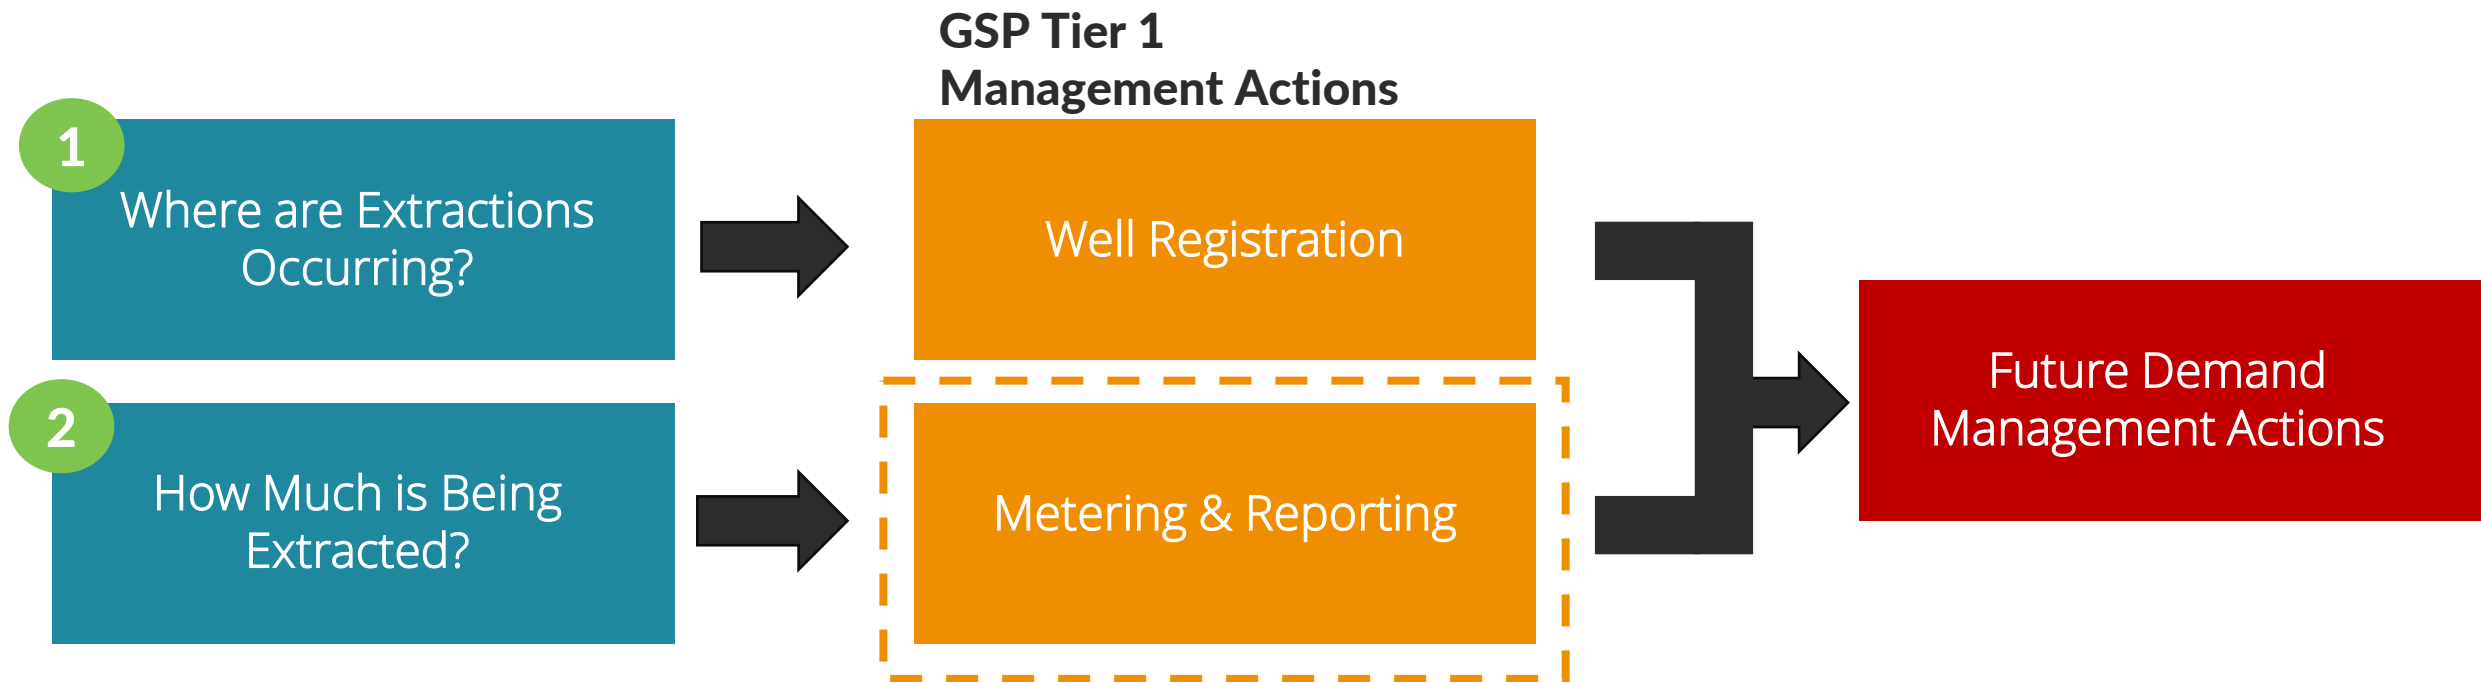 GSP Tier 1
Management Actions
1
Where are Extractions
Occurring?
Well Registration
2
How Much is Being
Extracted?
Metering & Reporting
Future Demand
Management Actions